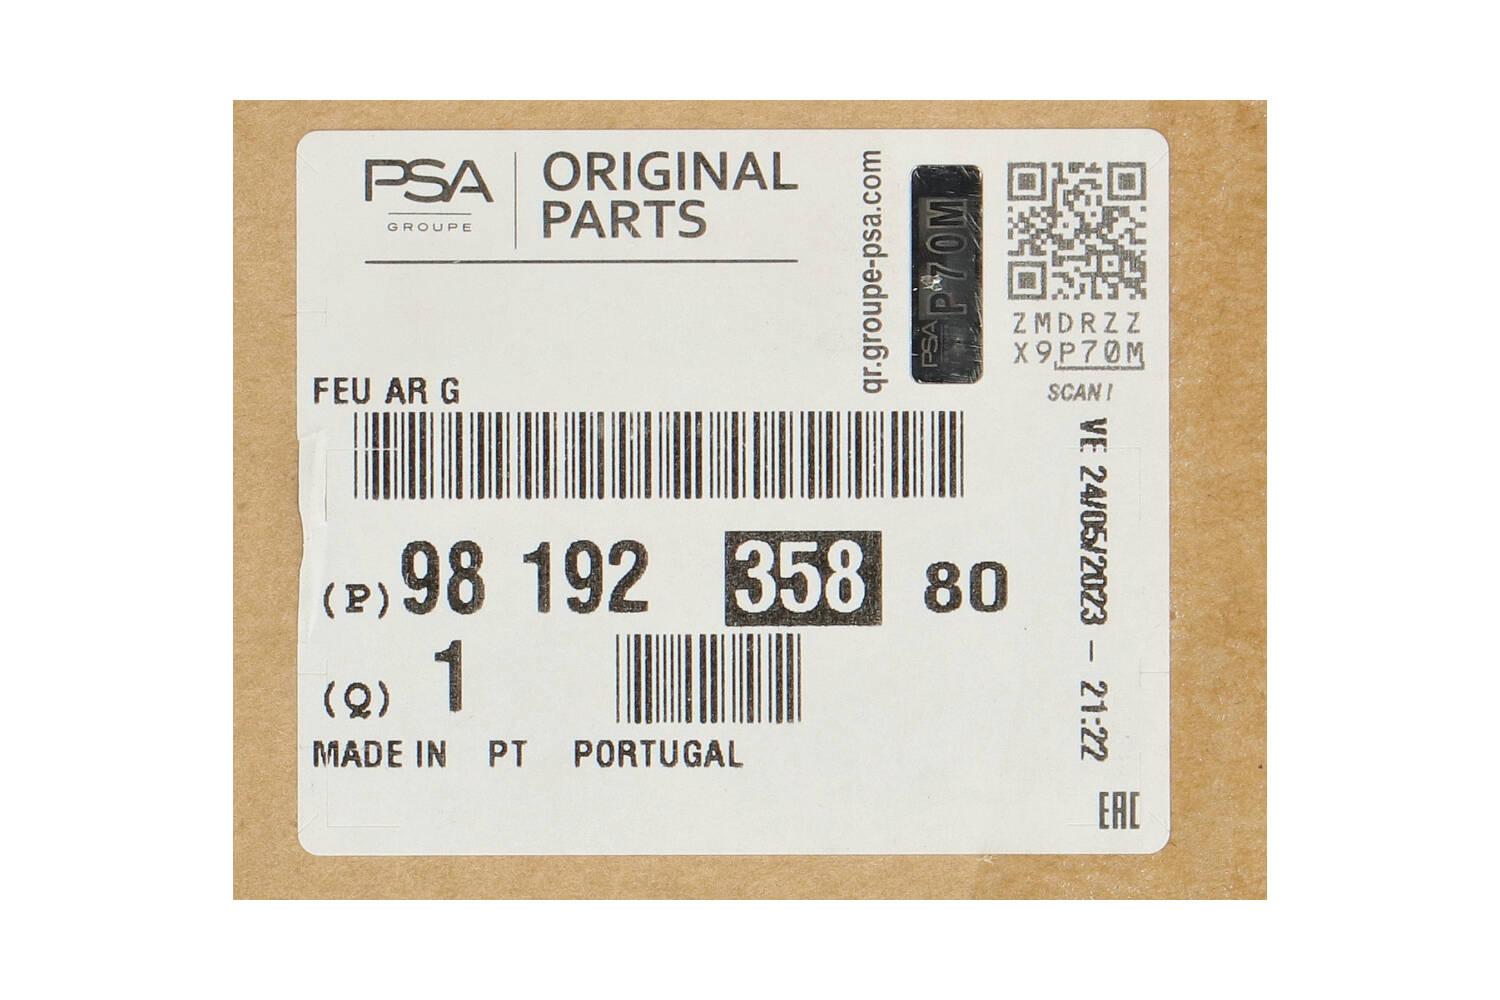 PSA
GROUPE
ORIGINAL
PARTS
qr.groupe-psa.com
PSA
P70M
ZMDRZZ
X9P70M
SCAN!
FEU AR G
(P) 98 192 358 80
(Q) 1
MADE IN PT PORTUGAL
VE 24/05/2023 - 21:22
EAC